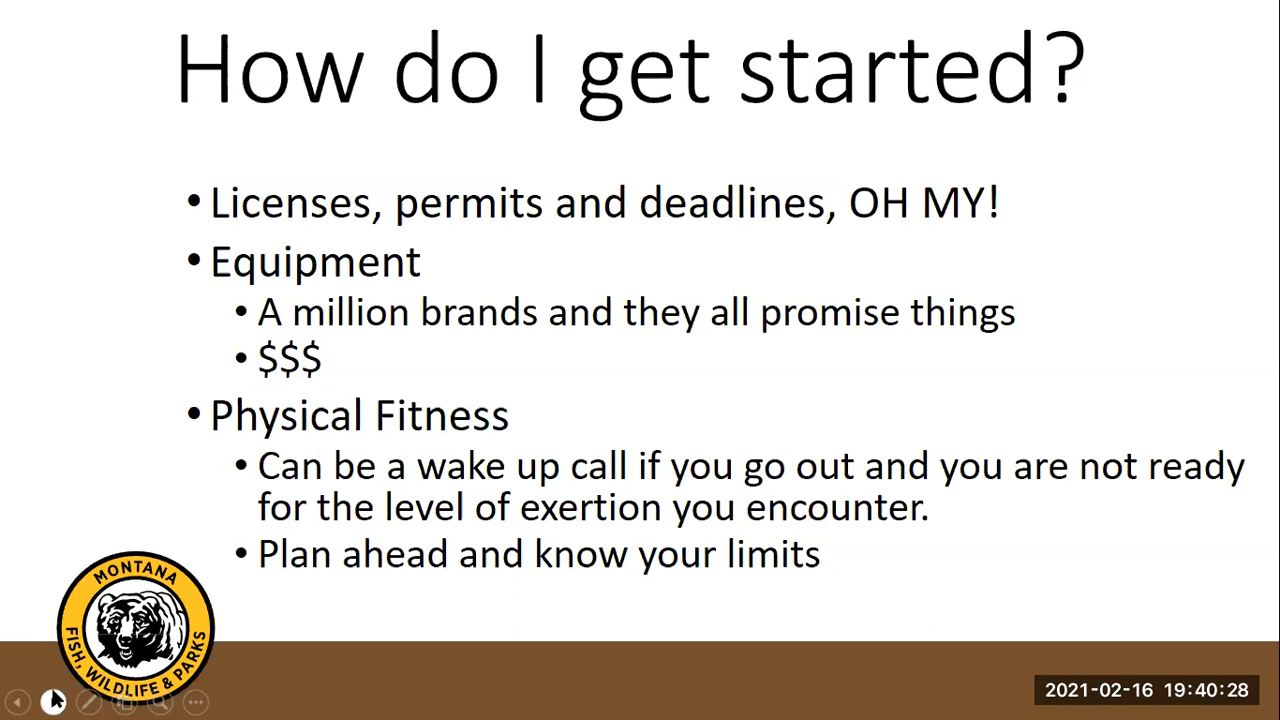 How do I get started?
• Licenses, permits and deadlines, OH MY!
• Equipment
• A million brands and they all promise things
• $$$
• Physical Fitness
• Can be a wake up call if you go out and you are not ready
for the level of exertion you encounter.
• Plan ahead and know your limits
MONTANA
FISH, WILDLIFE & PARKS
2021-02-16 19:40:28